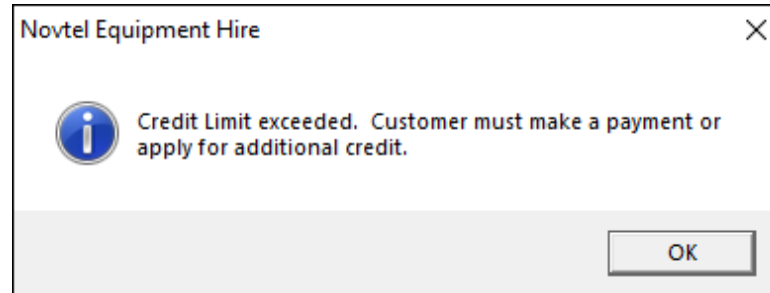 Novtel Equipment Hire
Credit Limit exceeded.  Customer must make a payment or
apply for additional credit.
OK